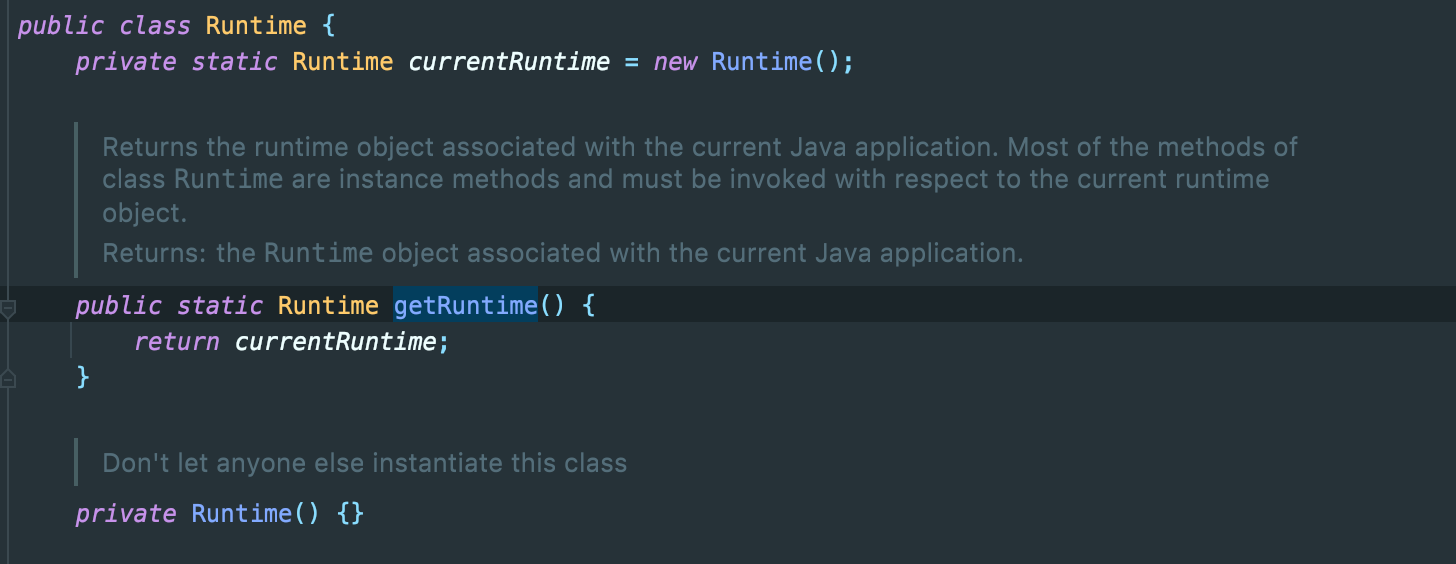 public class Runtime {
private static Runtime currentRuntime = new Runtime();
Returns the runtime object associated with the current Java application. Most of the methods of
class Runtime are instance methods and must be invoked with respect to the current runtime
object.
Returns: the Runtime object associated with the current Java application.
public static Runtime getRuntime() {
return currentRuntime;
}
Don't let anyone else instantiate this class
private Runtime() {}